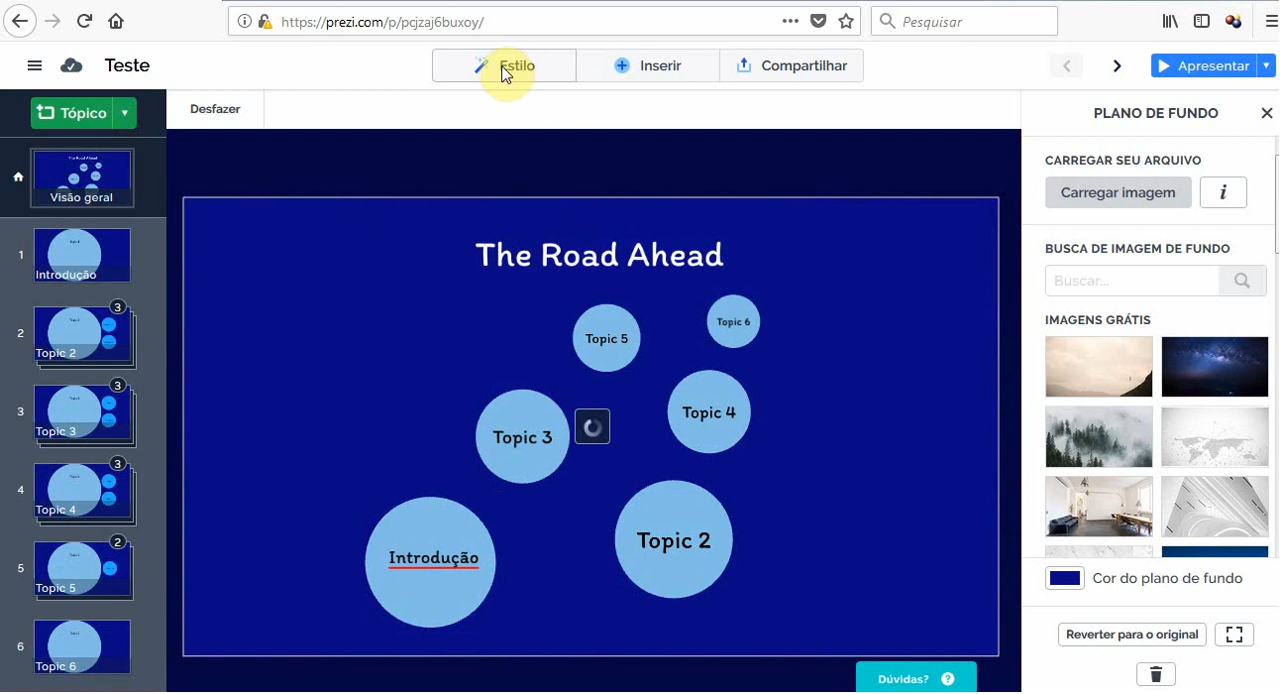 https://prezi.com/p/pcjzaj6buxoy/
Pesquisar
Teste
Estilo
Inserir
Compartilhar
Apresentar
Tópico
Desfazer
PLANO DE FUNDO
CARREGAR SEU ARQUIVO
Carregar imagem
i
BUSCA DE IMAGEM DE FUNDO
Buscar...
IMAGENS GRÁTIS
Cor do plano de fundo
Reverter para o original
Dúvidas? ?
The Road Ahead
Visão geral
1
Introdução
3
2
Topic 2
3
3
Topic 3
3
4
Topic 4
2
5
Topic 5
6
Topic 6
The Road Ahead
Topic 5
Topic 6
Topic 3
Topic 4
Introdução
Topic 2